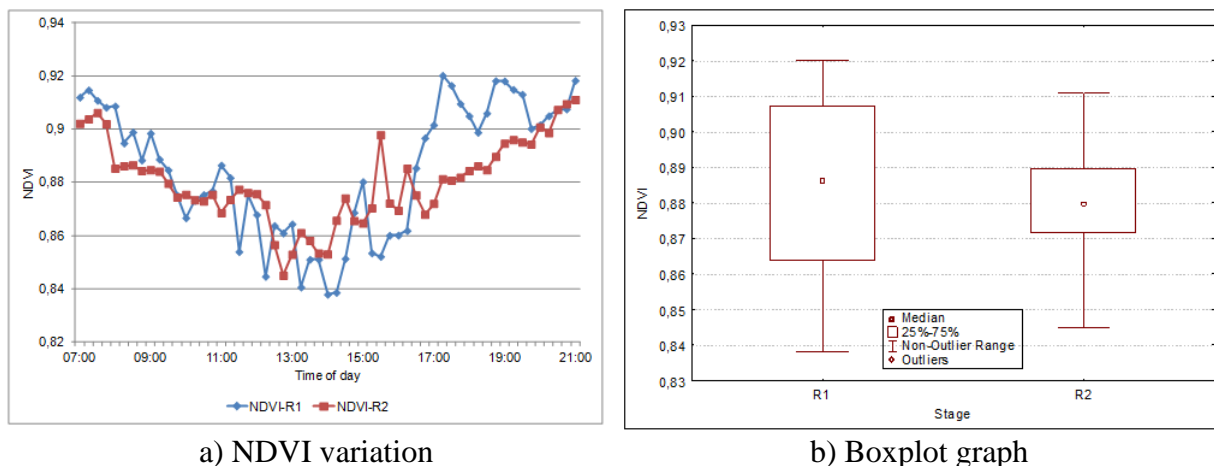 0,94
0,92
0,90
0,88
0,86
0,84
0,82
NDVI
07:00 09:00 11:00 13:00 15:00 17:00 19:00 21:00
Time of day
NDVI-R1 NDVI-R2
a) NDVI variation
0,93
0,92
0,91
0,90
0,89
0,88
0,87
0,86
0,85
0,84
0,83
NDVI
Median
25%-75%
Non-Outlier Range
Outliers
R1 R2
Stage
b) Boxplot graph